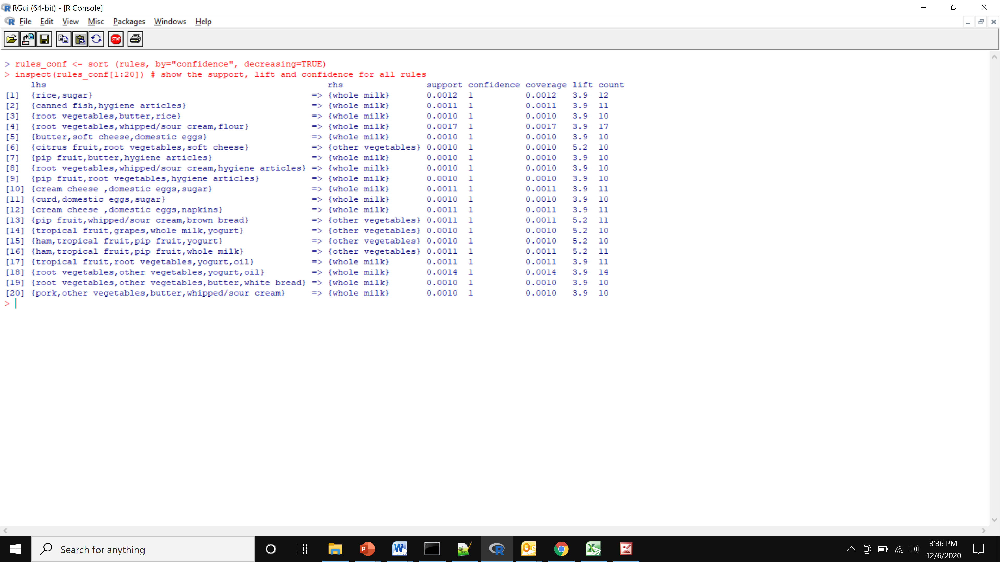 RGui (64-bit) - [R Console]
File Edit View Misc Packages Windows Help
STOP
> rules_conf <- sort (rules, by="confidence", decreasing=TRUE)
> inspect(rules_conf[1:20]) # show the support, lift and confidence for all rules
lhs rhs support confidence coverage lift count
[1] {rice,sugar} => {whole milk} 0.0012 1 0.0012 3.9 12
[2] {canned fish,hygiene articles} => {whole milk} 0.0011 1 0.0011 3.9 11
[3] {root vegetables,butter,rice} => {whole milk} 0.0010 1 0.0010 3.9 10
[4] {root vegetables,whipped/sour cream,flour} => {whole milk} 0.0017 1 0.0017 3.9 17
[5] {butter,soft cheese,domestic eggs} => {whole milk} 0.0010 1 0.0010 3.9 10
[6] {citrus fruit,root vegetables,soft cheese} => {other vegetables} 0.0010 1 0.0010 5.2 10
[7] {pip fruit,butter,hygiene articles} => {whole milk} 0.0010 1 0.0010 3.9 10
[8] {root vegetables,whipped/sour cream,hygiene articles} => {whole milk} 0.0010 1 0.0010 3.9 10
[9] {pip fruit,root vegetables,hygiene articles} => {whole milk} 0.0010 1 0.0010 3.9 10
[10] {cream cheese ,domestic eggs,sugar} => {whole milk} 0.0011 1 0.0011 3.9 11
[11] {curd,domestic eggs,sugar} => {whole milk} 0.0010 1 0.0010 3.9 10
[12] {cream cheese ,domestic eggs,napkins} => {whole milk} 0.0011 1 0.0011 3.9 11
[13] {pip fruit,whipped/sour cream,brown bread} => {other vegetables} 0.0011 1 0.0011 5.2 11
[14] {tropical fruit,grapes,whole milk,yogurt} => {other vegetables} 0.0010 1 0.0010 5.2 10
[15] {ham,tropical fruit,pip fruit,yogurt} => {other vegetables} 0.0010 1 0.0010 5.2 10
[16] {ham,tropical fruit,pip fruit,whole milk} => {other vegetables} 0.0011 1 0.0011 5.2 11
[17] {tropical fruit,root vegetables,yogurt,oil} => {whole milk} 0.0011 1 0.0011 3.9 11
[18] {root vegetables,other vegetables,yogurt,oil} => {whole milk} 0.0014 1 0.0014 3.9 14
[19] {root vegetables,other vegetables,butter,white bread} => {whole milk} 0.0010 1 0.0010 3.9 10
[20] {pork,other vegetables,butter,whipped/sour cream} => {whole milk} 0.0010 1 0.0010 3.9 10
>
Search for anything
3:36 PM
12/6/2020